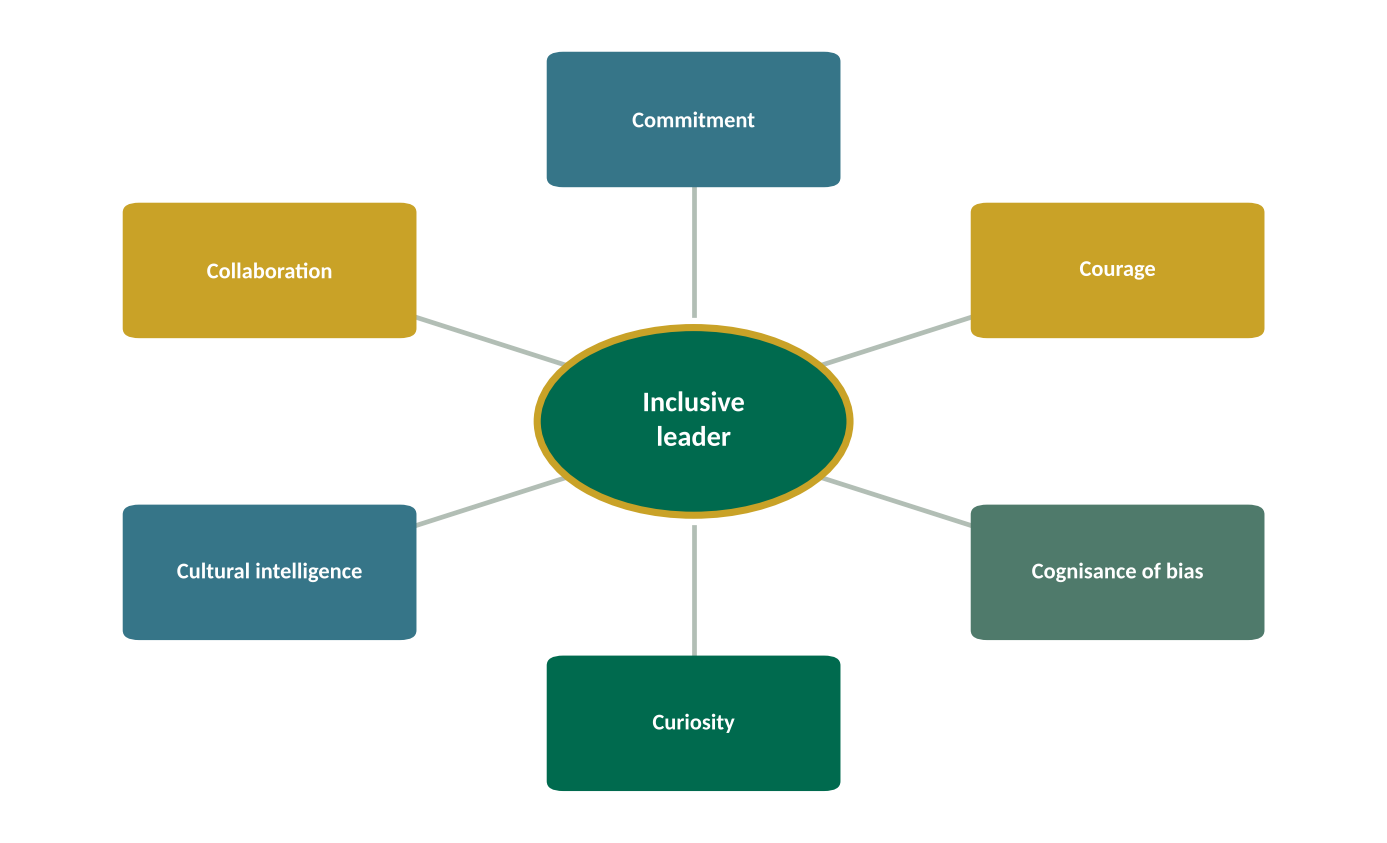 Commitment
Collaboration
Courage
Inclusive
leader
Cultural intelligence
Cognisance of bias
Curiosity